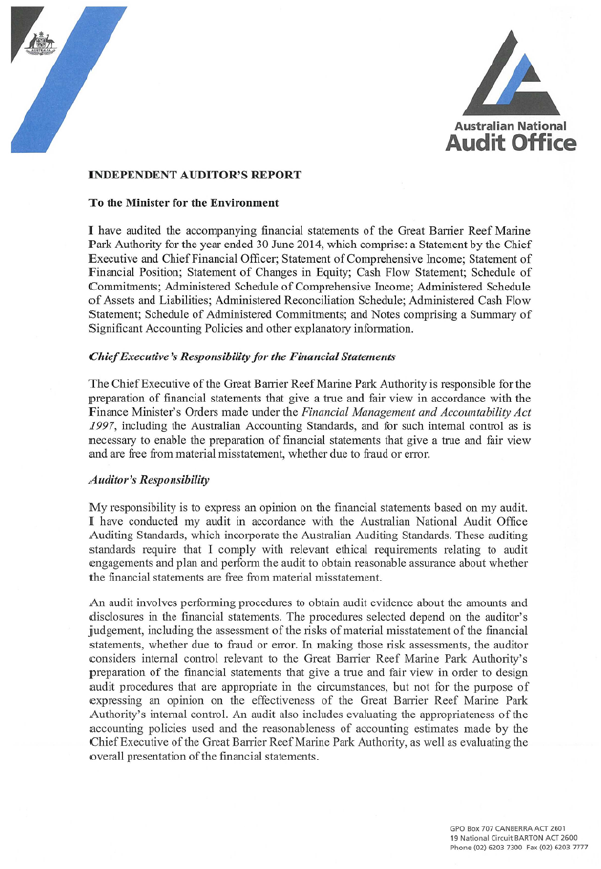 Australian National
Audit Office
INDEPENDENT AUDITOR'S REPORT
To the Minister for the Environment
I have audited the accompanying financial statements of the Great Barrier Reef Marine
Park Authority for the year ended 30 June 2014, which comprise: a Statement by the Chief
Executive and Chief Financial Officer; Statement of Comprehensive Income; Statement of
Financial Position; Statement of Changes in Equity; Cash Flow Statement; Schedule of
Commitments; Administered Schedule of Comprehensive Income; Administered Schedule
of Assets and Liabilities; Administered Reconciliation Schedule; Administered Cash Flow
Statement; Schedule of Administered Commitments; and Notes comprising a Summary of
Significant Accounting Policies and other explanatory information.
Chief Executive's Responsibility for the Financial Statements
The Chief Executive of the Great Barrier Reef Marine Park Authority is responsible for the
preparation of financial statements that give a true and fair view in accordance with the
Finance Minister's Orders made under the Financial Management and Accountability Act
1997, including the Australian Accounting Standards, and for such internal control as is
necessary to enable the preparation of financial statements that give a true and fair view
and are free from material misstatement, whether due to fraud or error.
Auditor's Responsibility
My responsibility is to express an opinion on the financial statements based on my audit.
I have conducted my audit in accordance with the Australian National Audit Office
Auditing Standards, which incorporate the Australian Auditing Standards. These auditing
standards require that I comply with relevant ethical requirements relating to audit
engagements and plan and perform the audit to obtain reasonable assurance about whether
the financial statements are free from material misstatement.
An audit involves performing procedures to obtain audit evidence about the amounts and
disclosures in the financial statements. The procedures selected depend on the auditor's
judgement, including the assessment of the risks of material misstatement of the financial
statements, whether due to fraud or error. In making those risk assessments, the auditor
considers internal control relevant to the Great Barrier Reef Marine Park Authority's
preparation of the financial statements that give a true and fair view in order to design
audit procedures that are appropriate in the circumstances, but not for the purpose of
expressing an opinion on the effectiveness of the Great Barrier Reef Marine Park
Authority's internal control. An audit also includes evaluating the appropriateness of the
accounting policies used and the reasonableness of accounting estimates made by the
Chief Executive of the Great Barrier Reef Marine Park Authority, as well as evaluating the
overall presentation of the financial statements.
GPO Box 707 CANBERRA ACT 2601
19 National Circuit BARTON ACT 2600
Phone (02) 6203 7300 Fax (02) 6203 7777